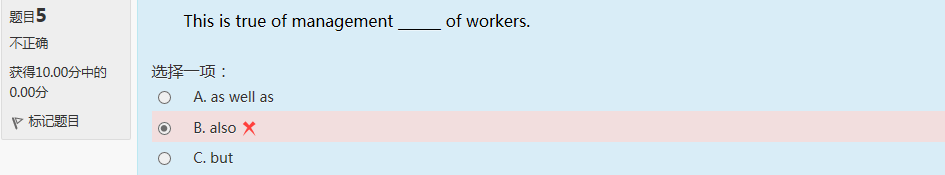 题目5
不正确
获得10.00分中的
0.00分
标记题目
This is true of management _____ of workers.
选择一项：
A. as well as
B. also
C. but